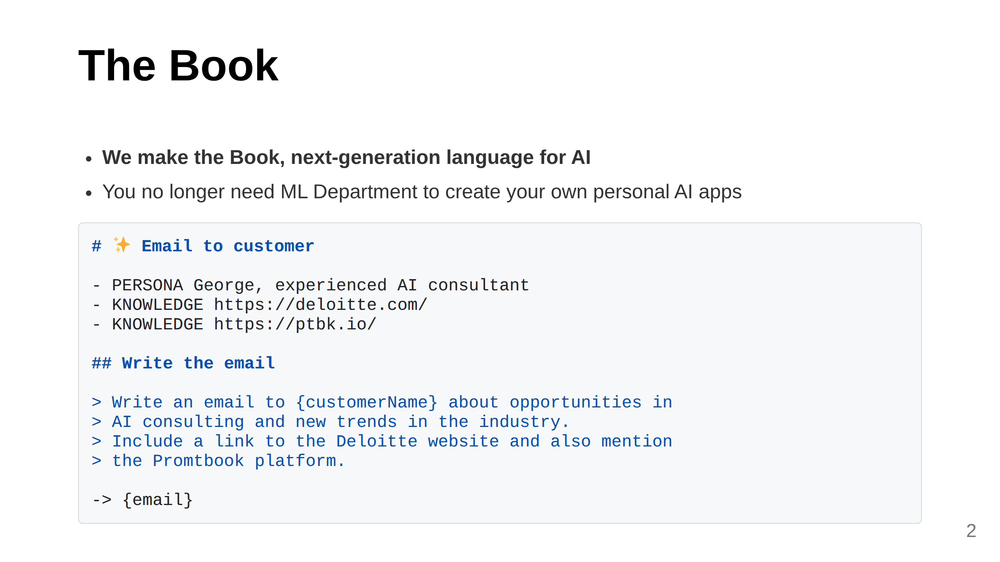 The Book
• We make the Book, next-generation language for AI
• You no longer need ML Department to create your own personal AI apps
# ✨ Email to customer
- PERSONA George, experienced AI consultant
- KNOWLEDGE https://deloitte.com/
- KNOWLEDGE https://ptbk.io/
## Write the email
> Write an email to {customerName} about opportunities in
> AI consulting and new trends in the industry.
> Include a link to the Deloitte website and also mention
> the Promtbook platform.
-> {email}
2